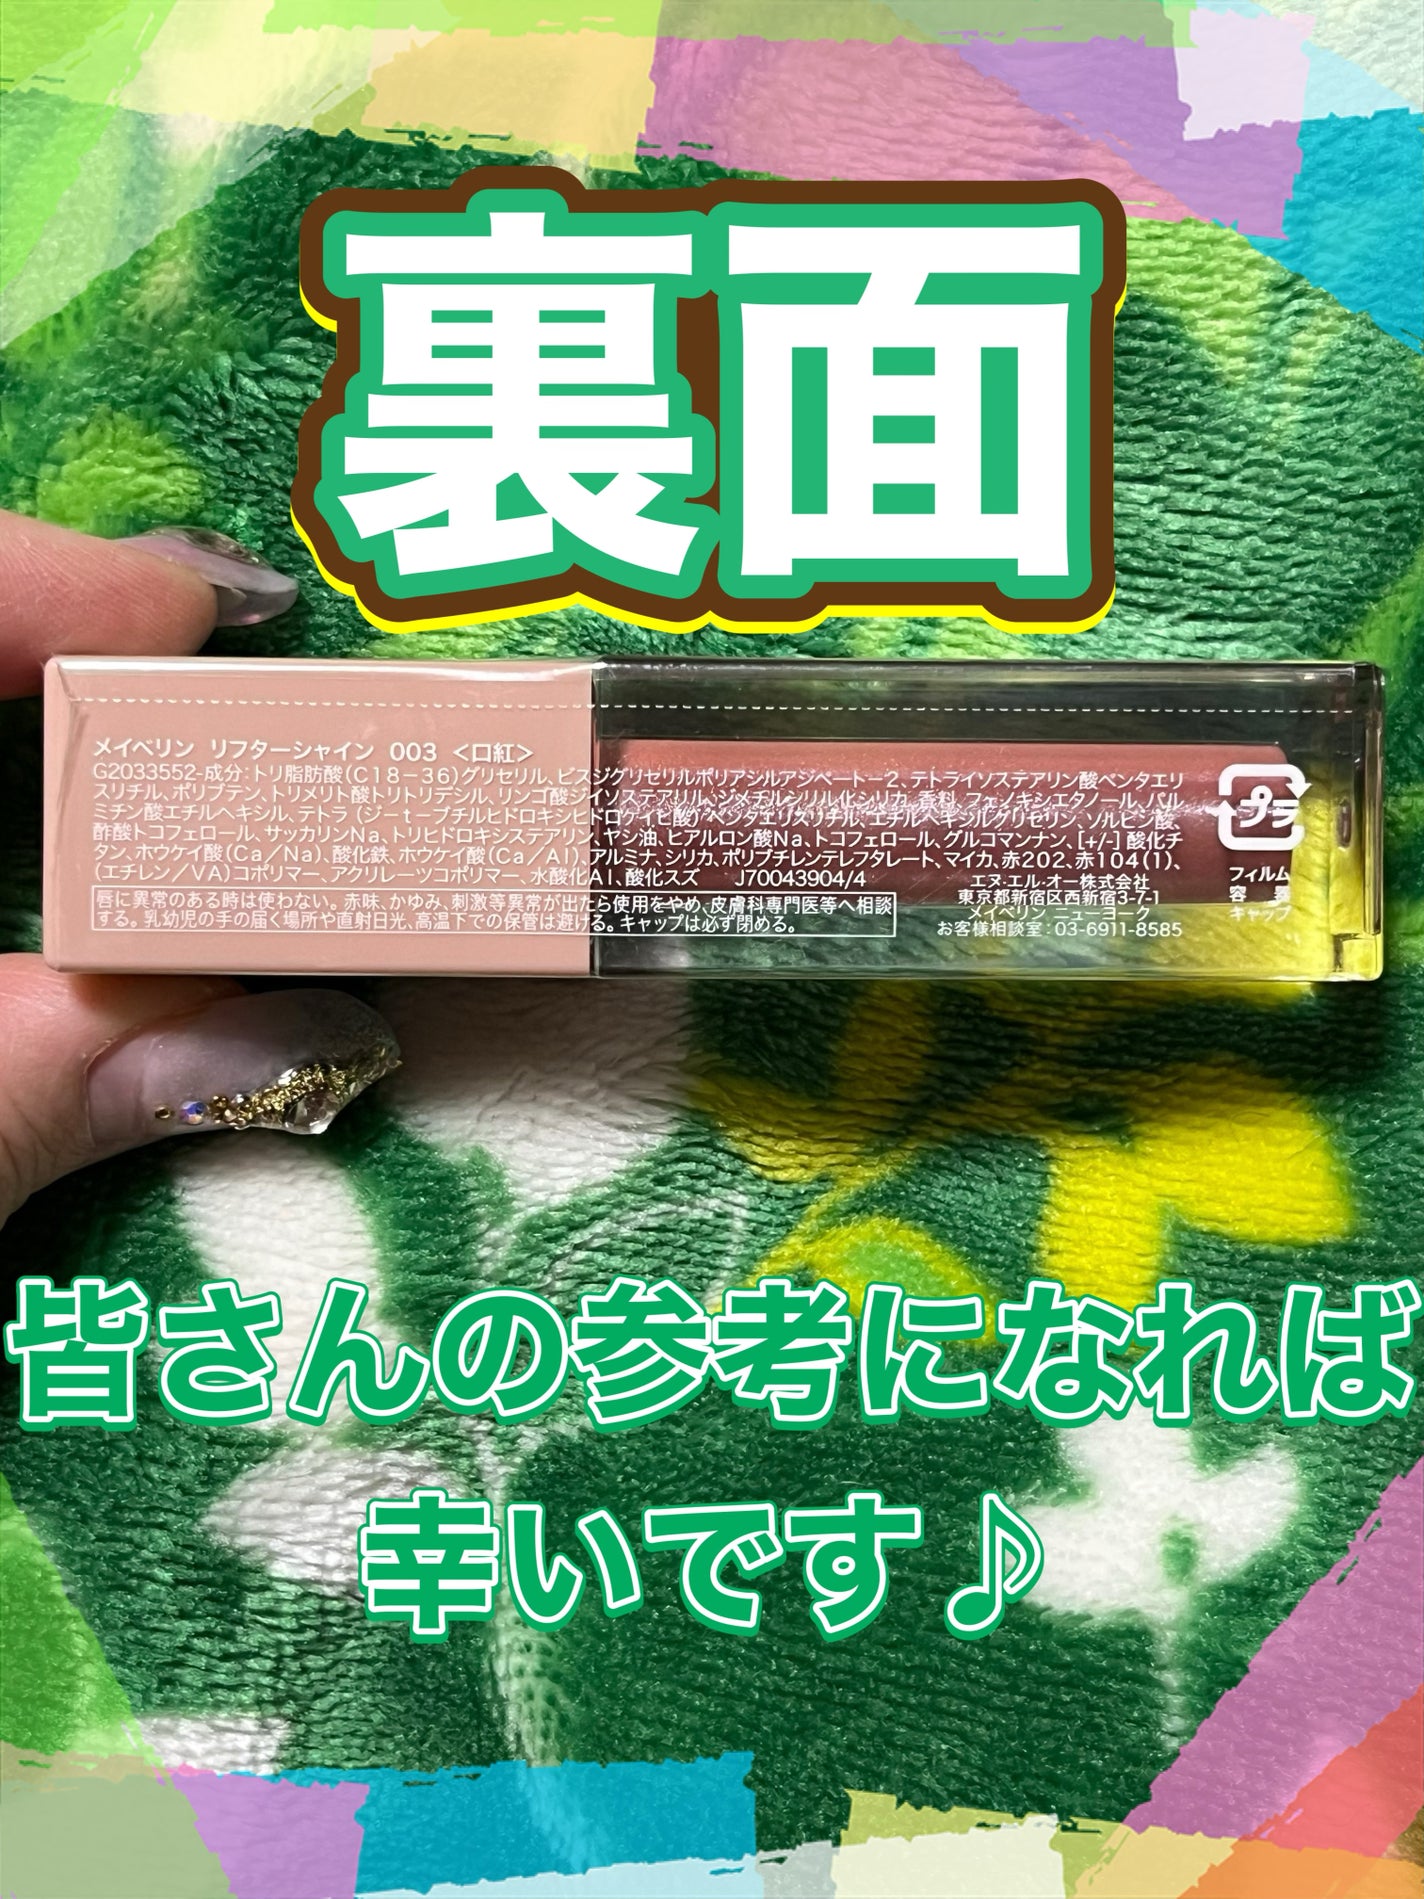 裏面
メイベリン リフターシャイン 003 <口紅>
G2033552-成分:トリ脂肪酸(C18-36)グリセリル、ビスジグリセリルポリアシルアジペート-2、テトライソステアリン酸ペンタエリ
スリチル、ポリブテン、トリメリト酸トリトリデシル、リンゴ酸ジイソステアリル、ジメチルシリル化シリカ、香料、フェノキシエタノール、パル
ミチン酸エチルヘキシル、テトラ(ジ-t-ブチルヒドロキシヒドロケイヒ酸)ペンタエリスリチル、エチルヘキシルグリセリン、ソルビン酸、
酢酸トコフェロール、サッカリンNa、トリヒドロキシステアリン、ヤシ油、ヒアルロン酸Na、トコフェロール、グルコマンナン、[+/-] 酸化チ
タン、ホウケイ酸(Ca/Na)、酸化鉄、ホウケイ酸(Ca/Al)、アルミナ、シリカ、ポリブチレンテレフタレート、マイカ、赤202、赤104(1)、
(エチレン/VA)コポリマー、アクリレーツコポリマー、水酸化Al、酸化スズ J70043904/4
唇に異常のある時は使わない。赤味、かゆみ、刺激等異常が出たら使用をやめ、皮膚科専門医等へ相談
する。乳幼児の手の届く場所や直射日光、高温下での保管は避ける。キャップは必ず閉める。
エヌ・エル・オー株式会社
東京都新宿区西新宿3-7-1
メイベリン ニューヨーク
お客様相談室:03-6911-8585
プラ
フィルム
容器
キャップ
皆さんの参考になれば
幸いです♪